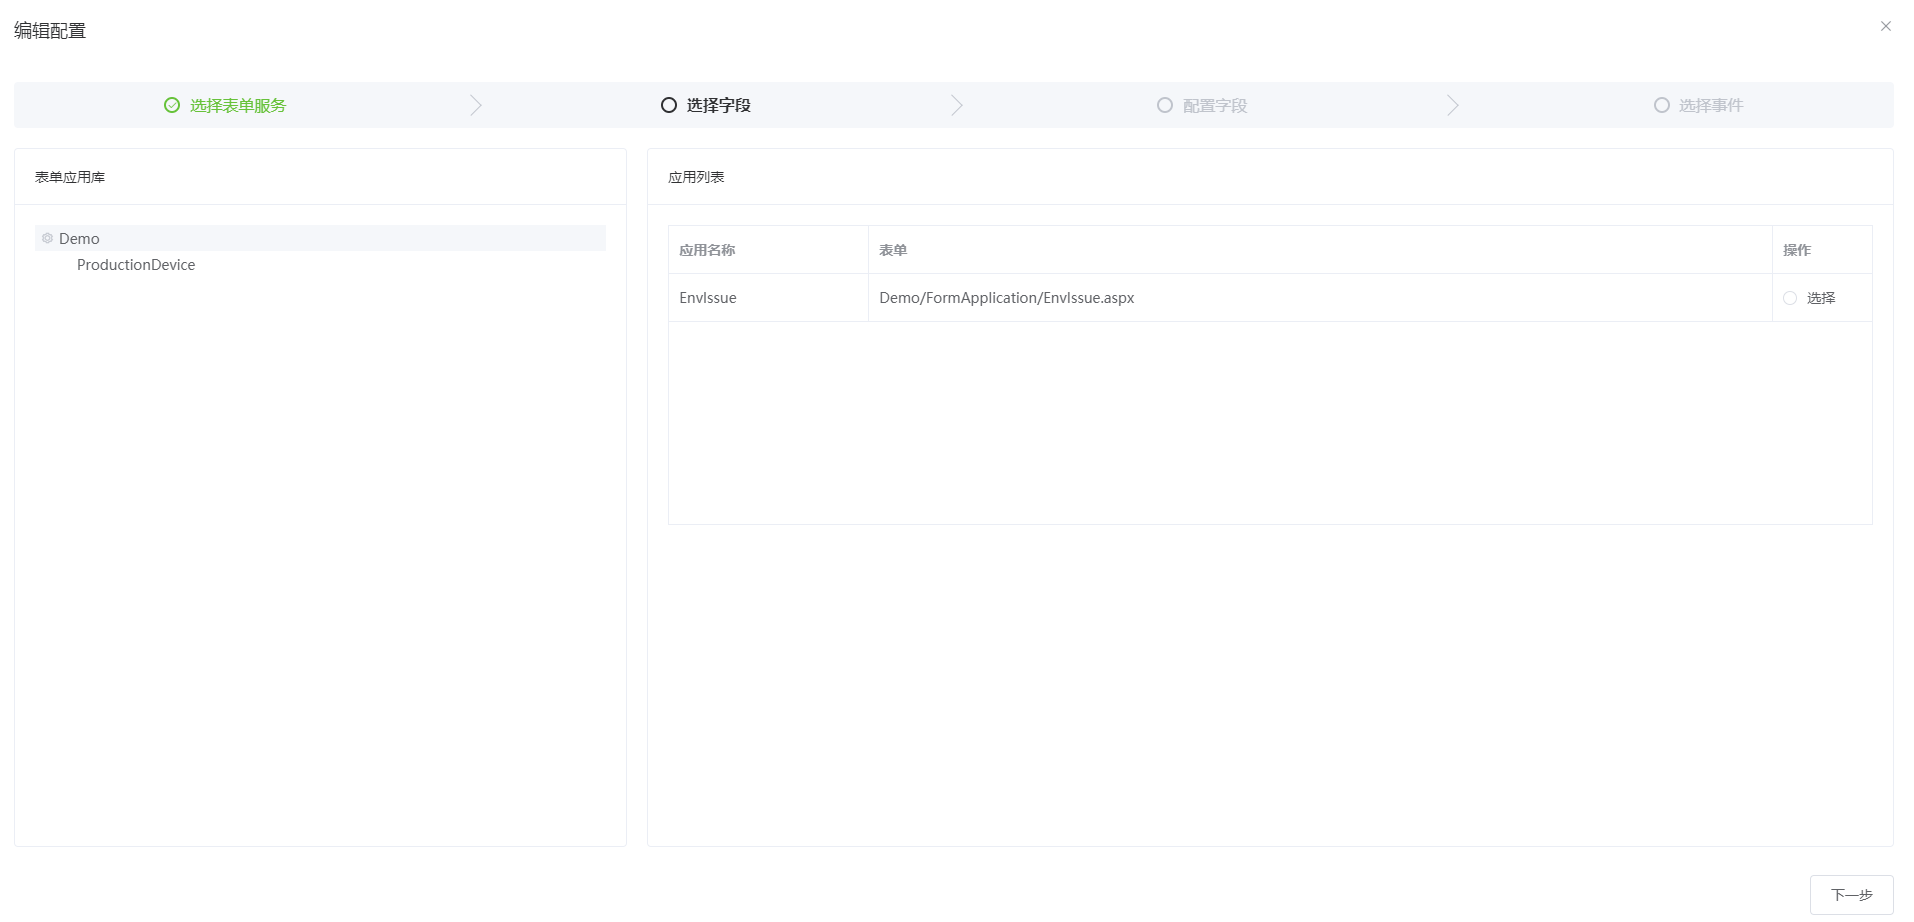 编辑配置
选择表单服务
选择字段
配置字段
选择事件
表单应用库
Demo
ProductionDevice
应用列表
应用名称 表单 操作
EnvIssue Demo/FormApplication/EnvIssue.aspx 选择
下一步